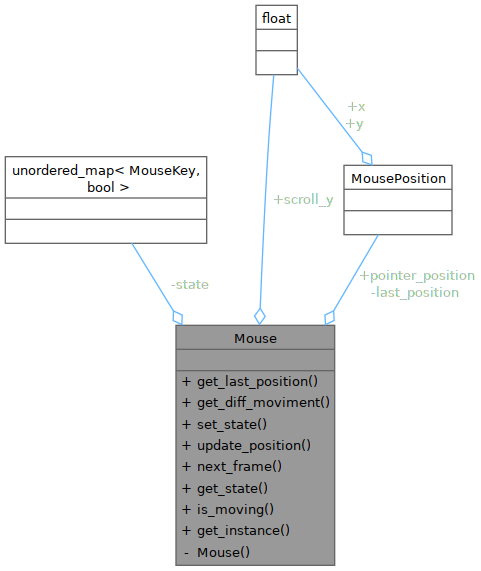 float
+x
+y
unordered_map< MouseKey,
bool >
MousePosition
+scroll_y
-state
+pointer_position
-last_position
Mouse
+ get_last_position()
+ get_diff_moviment()
+ set_state()
+ update_position()
+ next_frame()
+ get_state()
+ is_moving()
+ get_instance()
- Mouse()